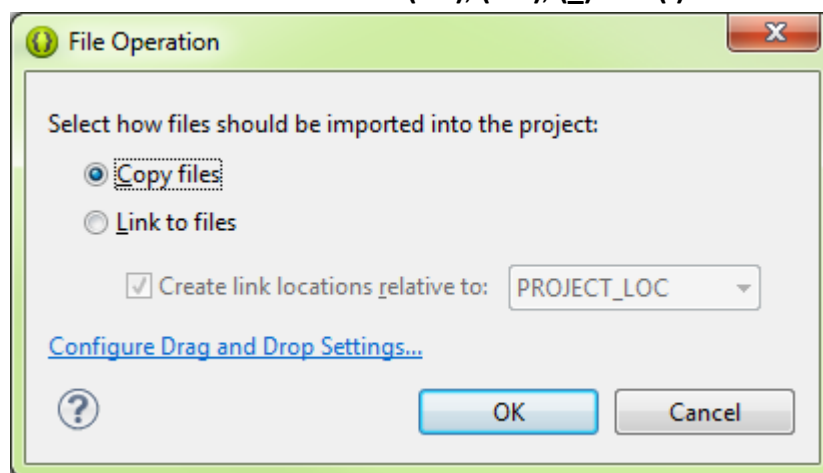 File Operation
Select how files should be imported into the project:
Copy files
Link to files
Create link locations relative to: PROJECT_LOC
Configure Drag and Drop Settings...
OK Cancel